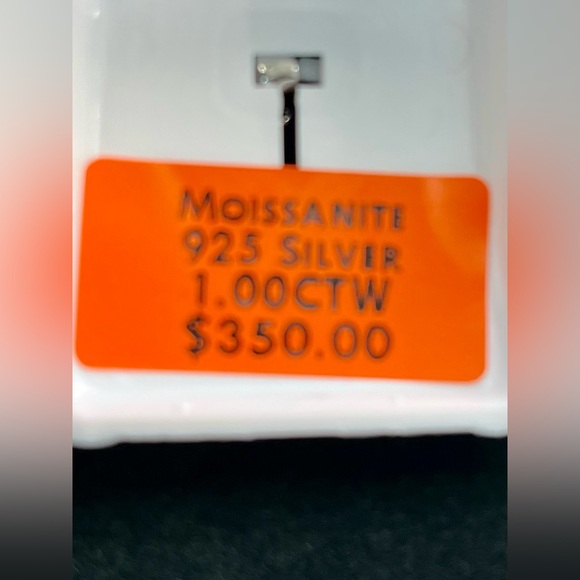 MOISSANITE
925 SILVER
1.00CTW
$350.00